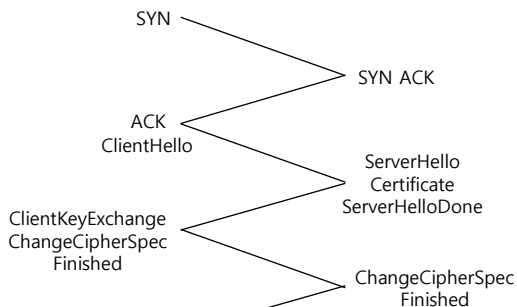 SYN
SYN ACK
ACK
ClientHello
ServerHello
Certificate
ServerHelloDone
ClientKeyExchange
ChangeCipherSpec
Finished
ChangeCipherSpec
Finished